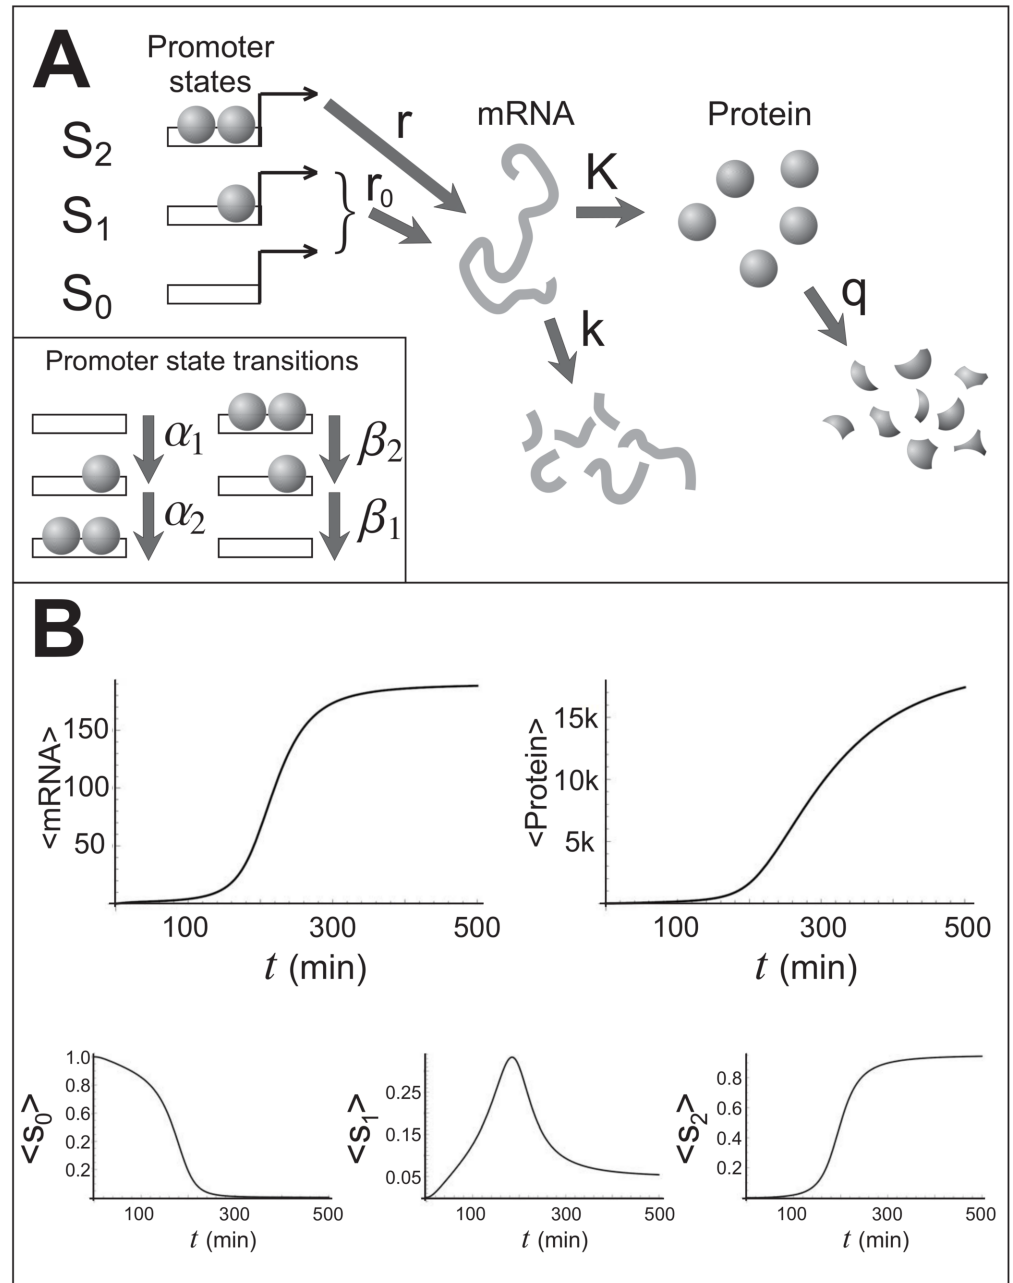 A
Promoter
states
S2
S1
S0
r
r0
mRNA
K
Protein
k
q
Promoter state transitions
α1
α2
β2
β1
B
<mRNA>
150
100
50
100
300
500
t (min)
<Protein>
15k
10k
5k
100
300
500
t (min)
<s0>
1.0
0.8
0.6
0.2
0.2
100
300
500
t (min)
<s1>
0.25
0.15
0.05
100
300
500
t (min)
<s2>
0.8
0.6
0.4
0.2
100
300
500
t (min)